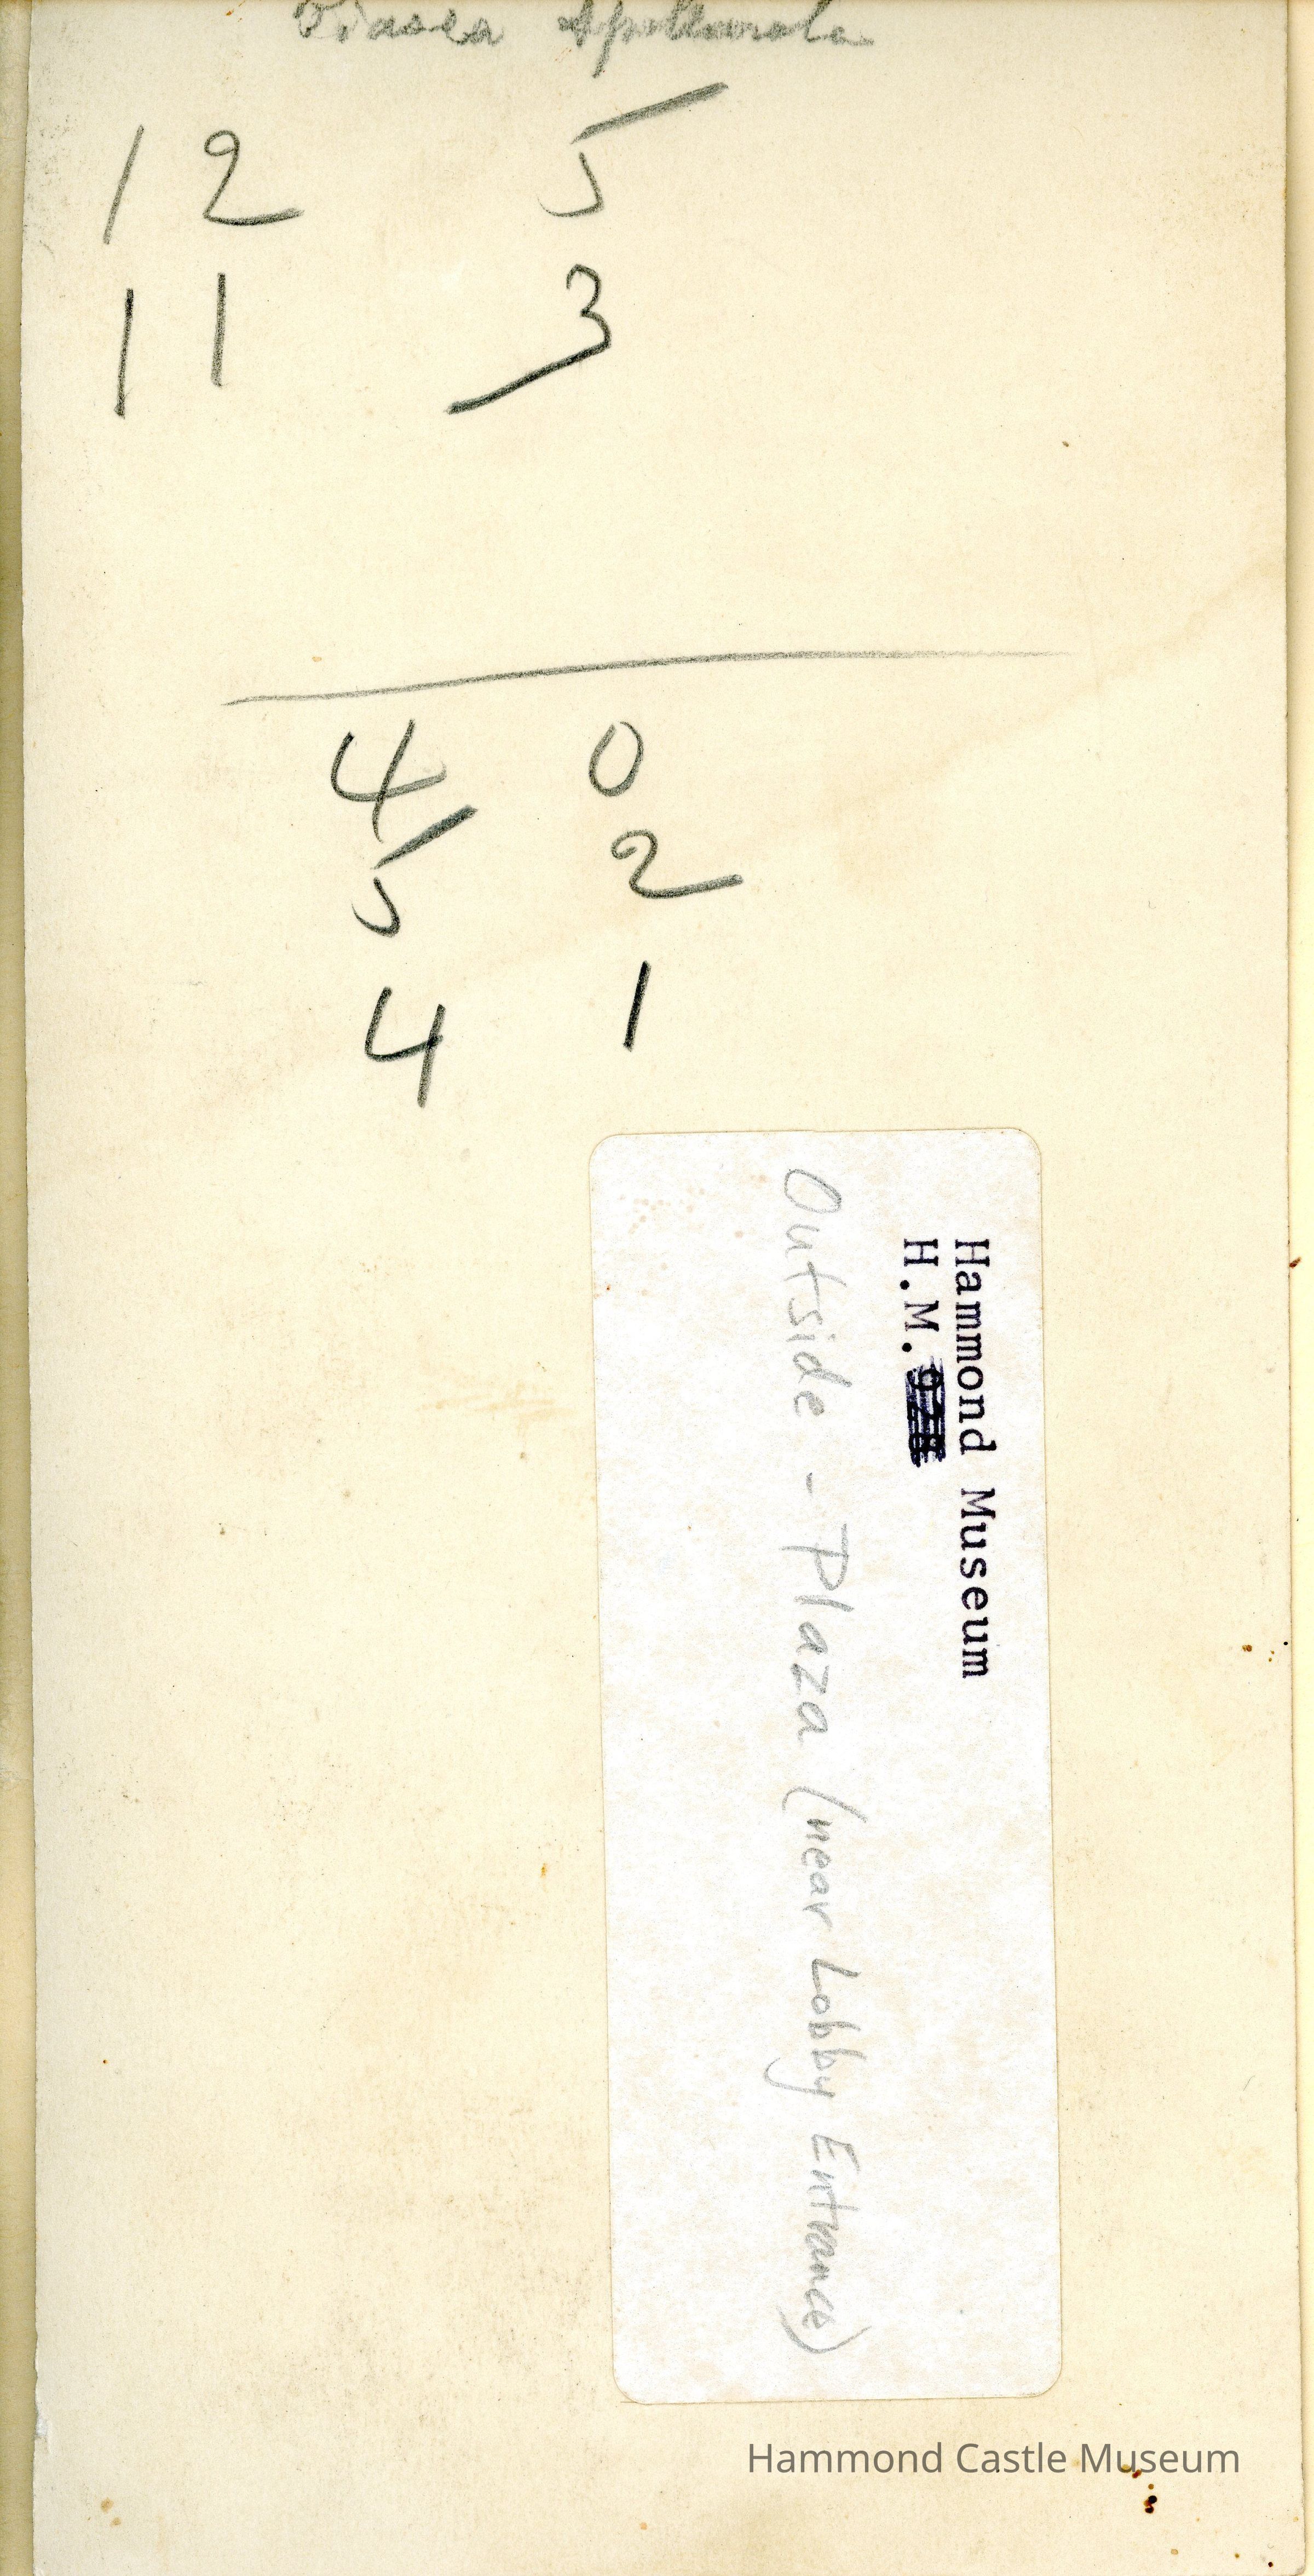 12 5
11 3
4 0
5 2
4 1
Hammond Museum
H.M.
Outside - Plaza (near Lobby Entrance)
Hammond Castle Museum